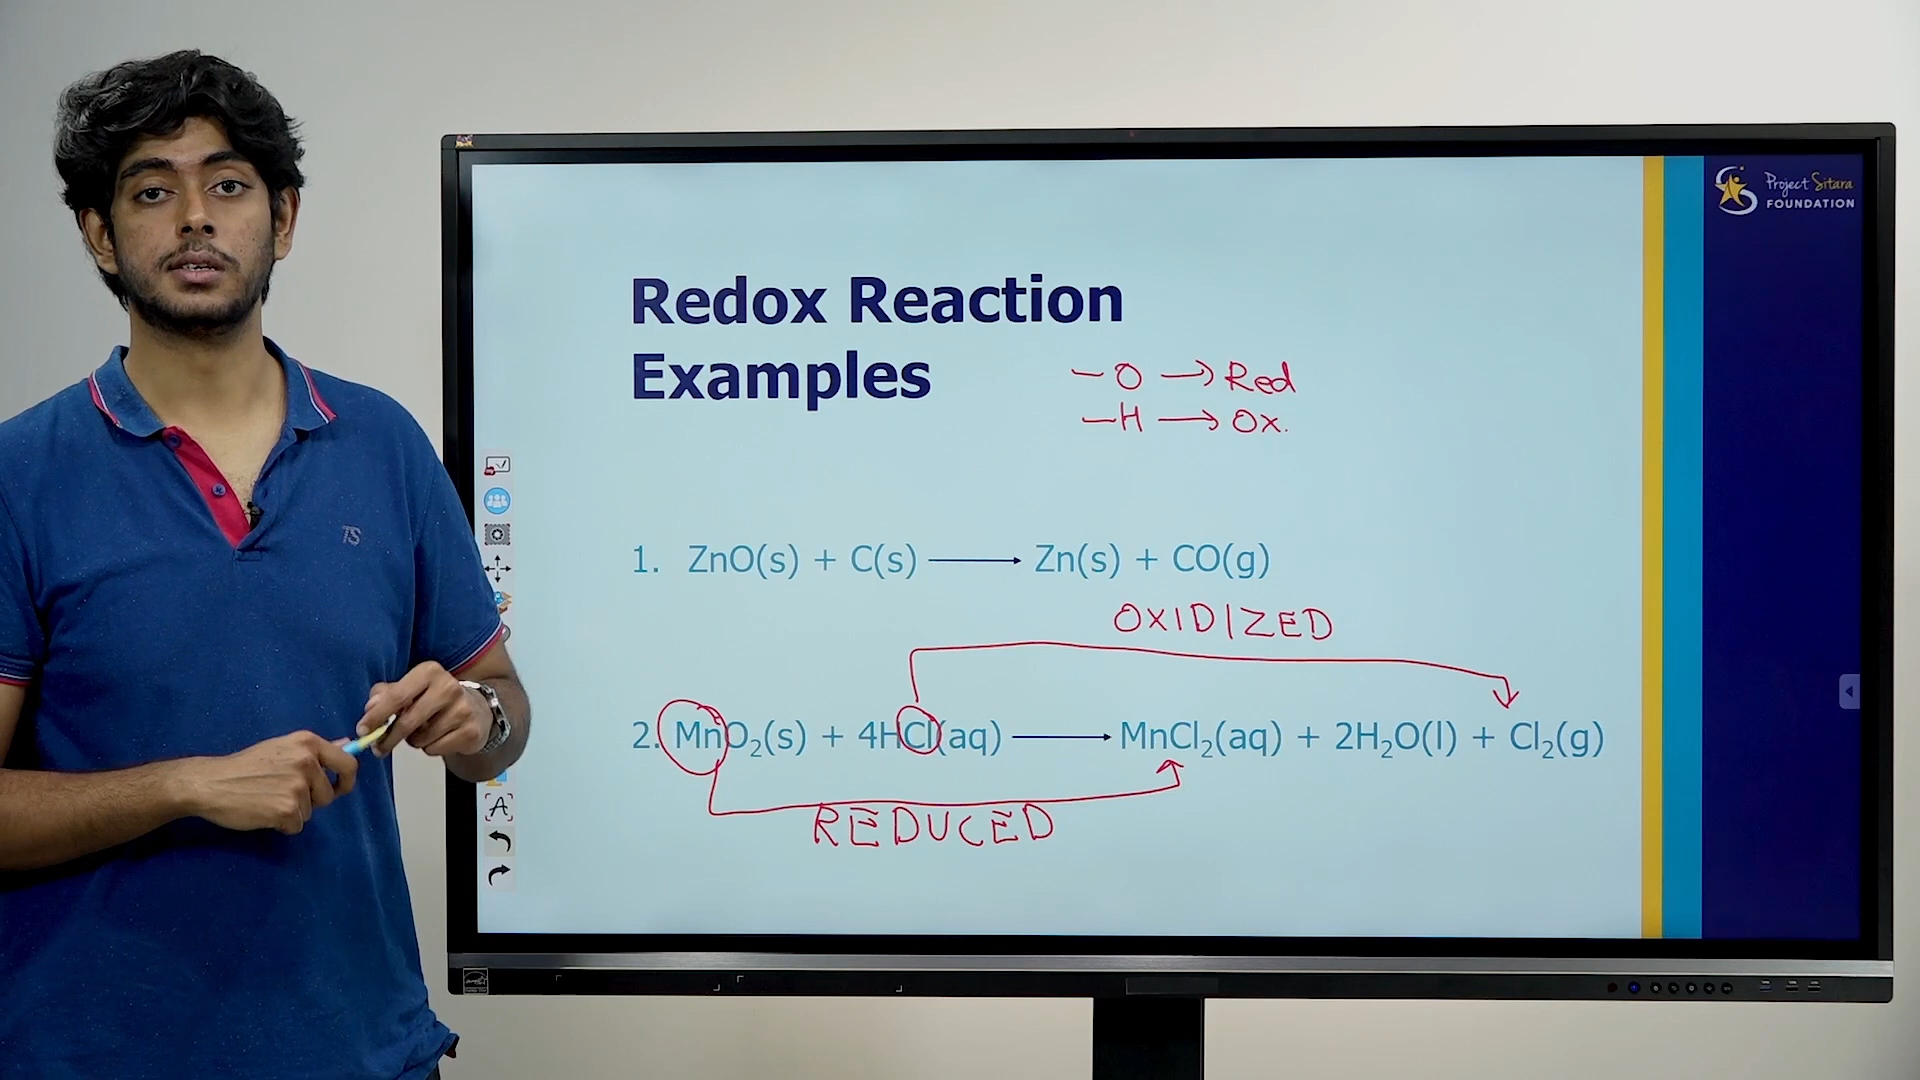 Project Sitara
FOUNDATION
Redox Reaction
Examples
– O → Red
– H → Ox.
1. ZnO(s) + C(s) ⟶ Zn(s) + CO(g)
OXIDIZED
2. MnO₂(s) + 4HCl(aq) ⟶ MnCl₂(aq) + 2H₂O(l) + Cl₂(g)
REDUCED
TS
A